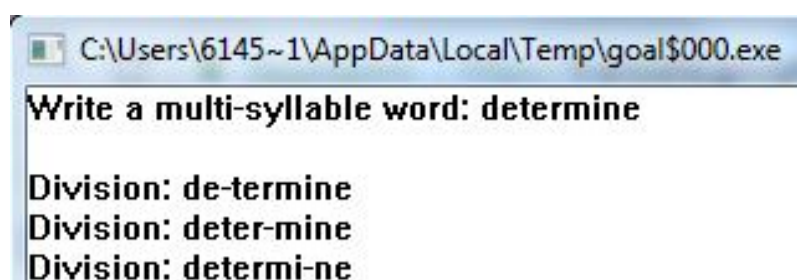 C:\Users\6145~1\AppData\Local\Temp\goal$000.exe
Write a multi-syllable word: determine
Division: de-termine
Division: deter-mine
Division: determi-ne